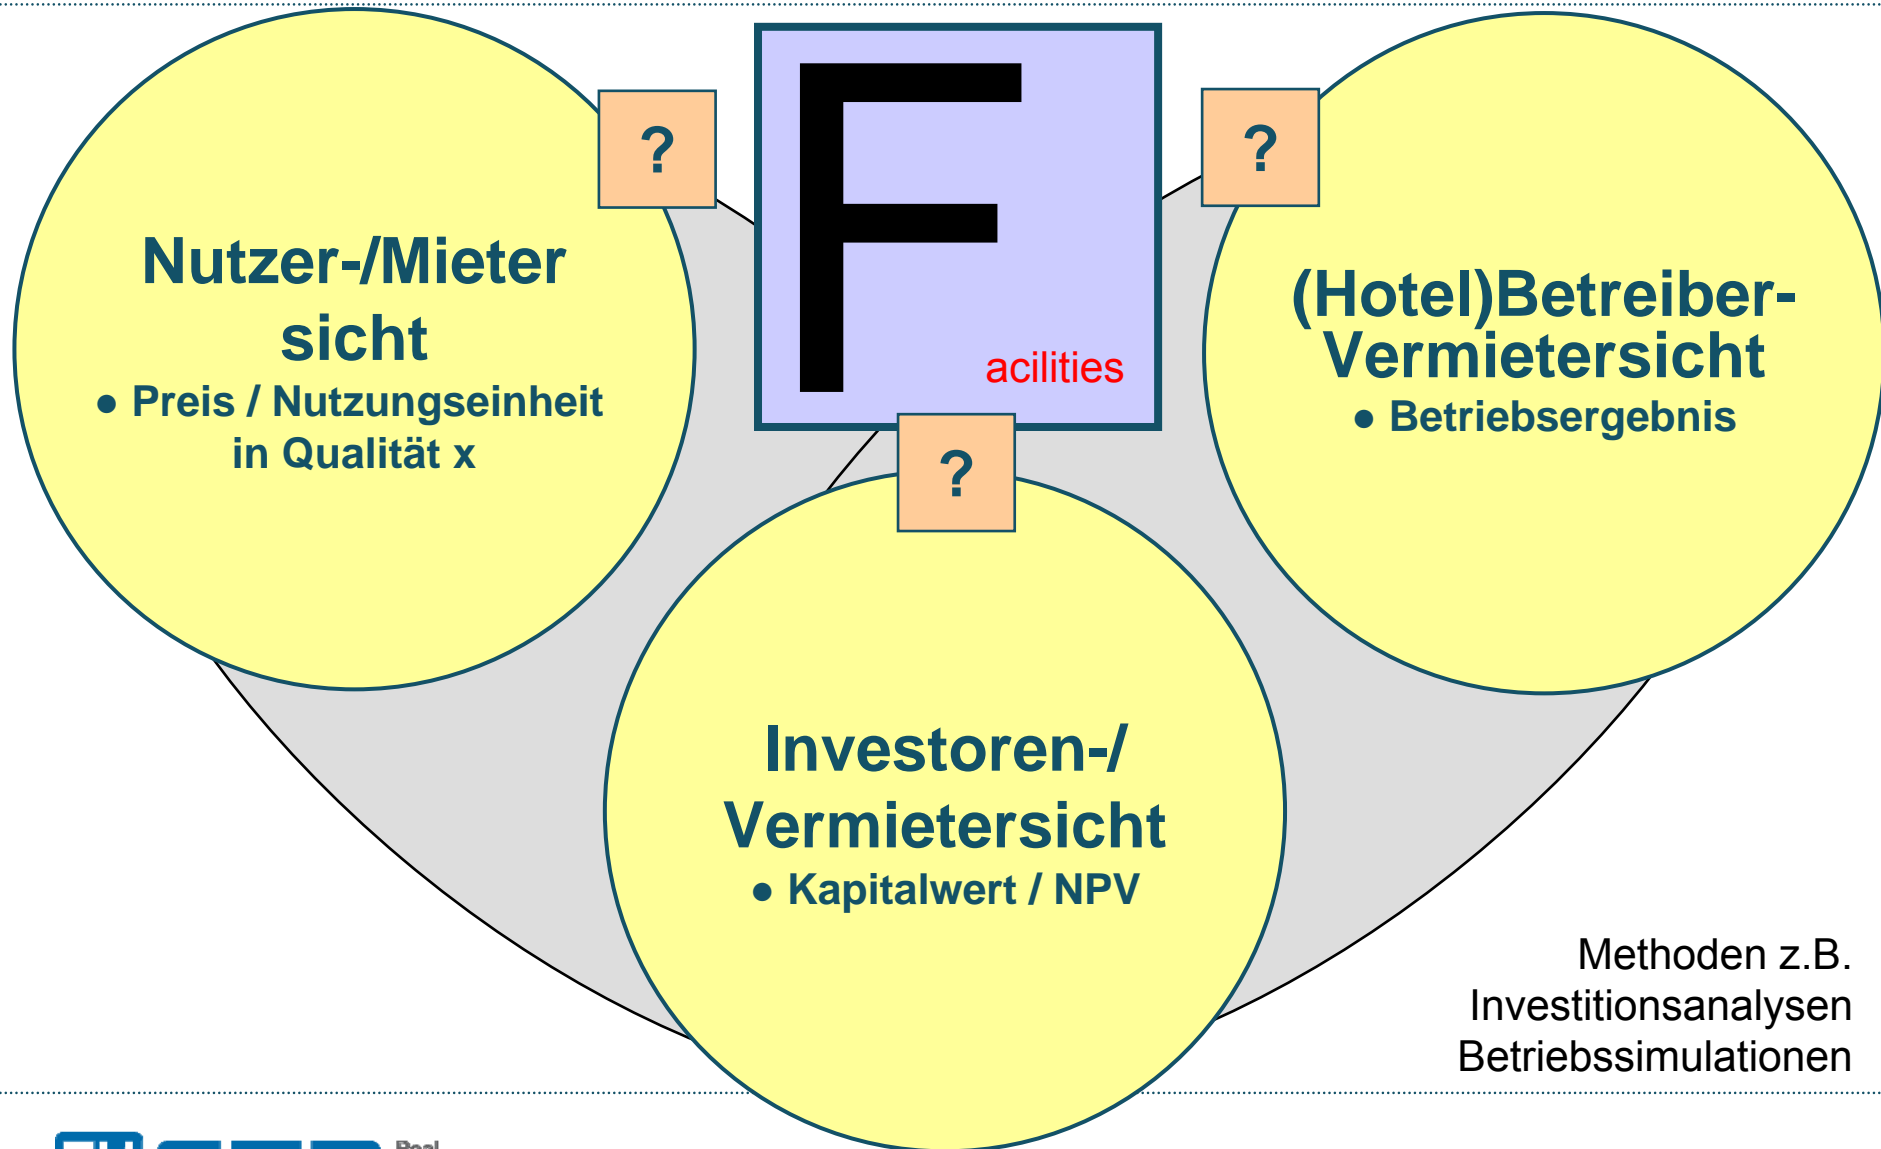 F
acilities
?
?
?
Nutzer-/Mieter
sicht
● Preis / Nutzungseinheit
in Qualität x
(Hotel)Betreiber-
Vermietersicht
● Betriebsergebnis
Investoren-/
Vermietersicht
● Kapitalwert / NPV
Methoden z.B.
Investitionsanalysen
Betriebssimulationen